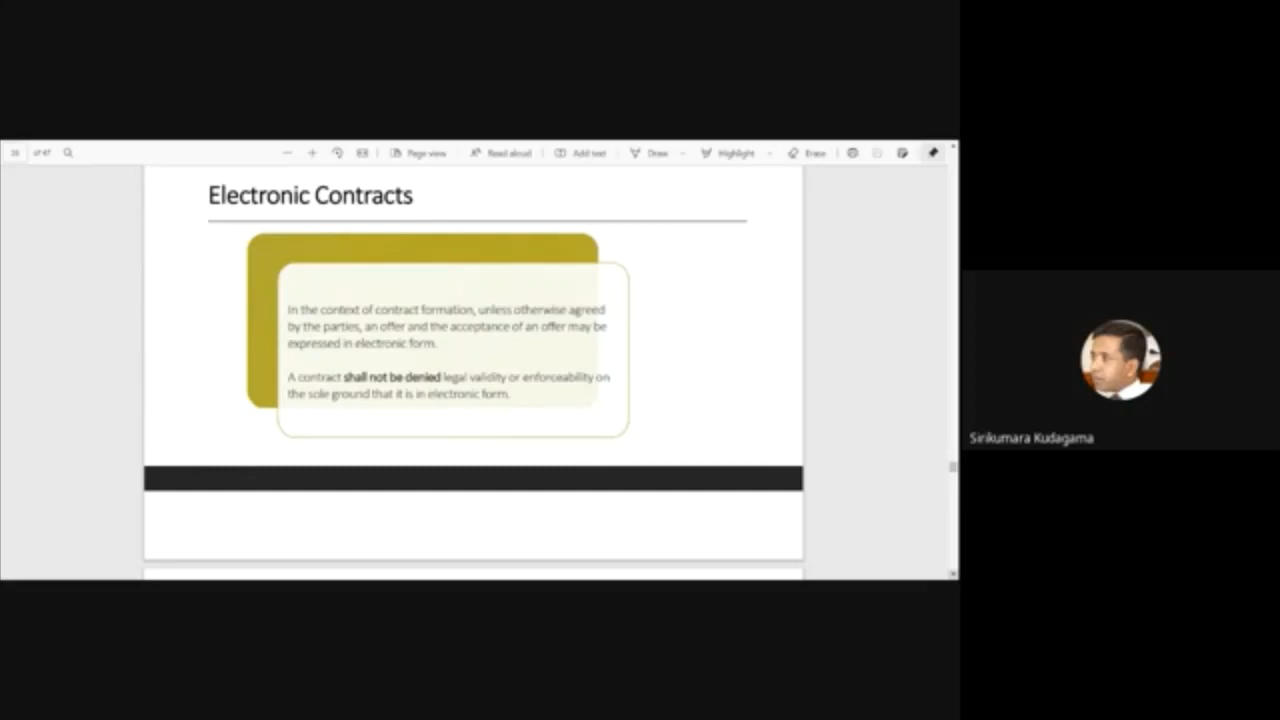 of 47
Page view
Read aloud
Add text
Draw
Highlight
Erase
Electronic Contracts
In the context of contract formation, unless otherwise agreed
by the parties, an offer and the acceptance of an offer may be
expressed in electronic form.
A contract shall not be denied legal validity or enforceability on
the sole ground that it is in electronic form.
Sirikumara Kudagama